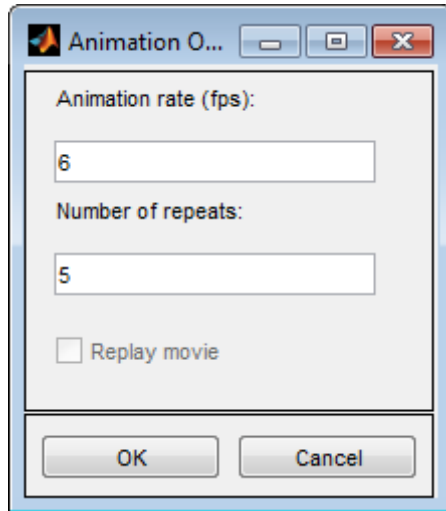 Animation O...
Animation rate (fps):
6
Number of repeats:
5
Replay movie
OK Cancel